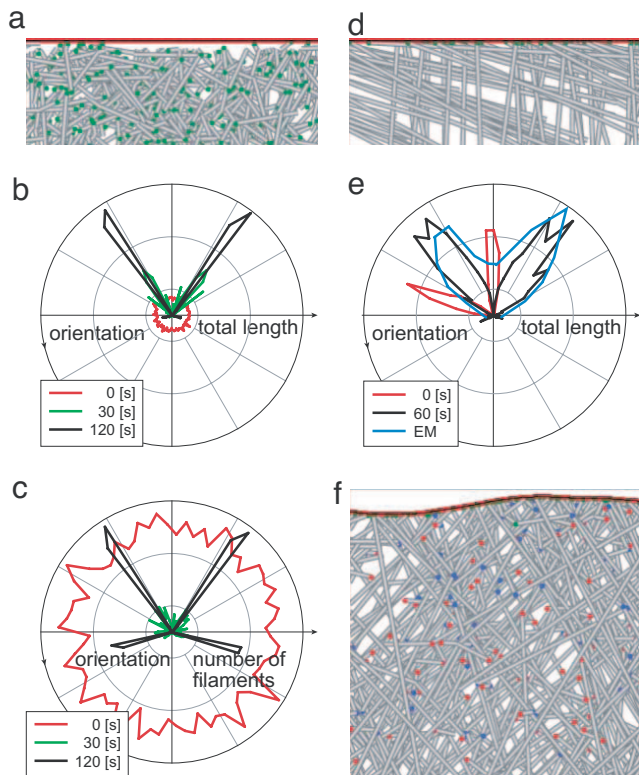 a
d
b
e
orientation
total length
0 [s]
30 [s]
120 [s]
orientation
total length
0 [s]
60 [s]
EM
c
f
orientation
number of
filaments
0 [s]
30 [s]
120 [s]